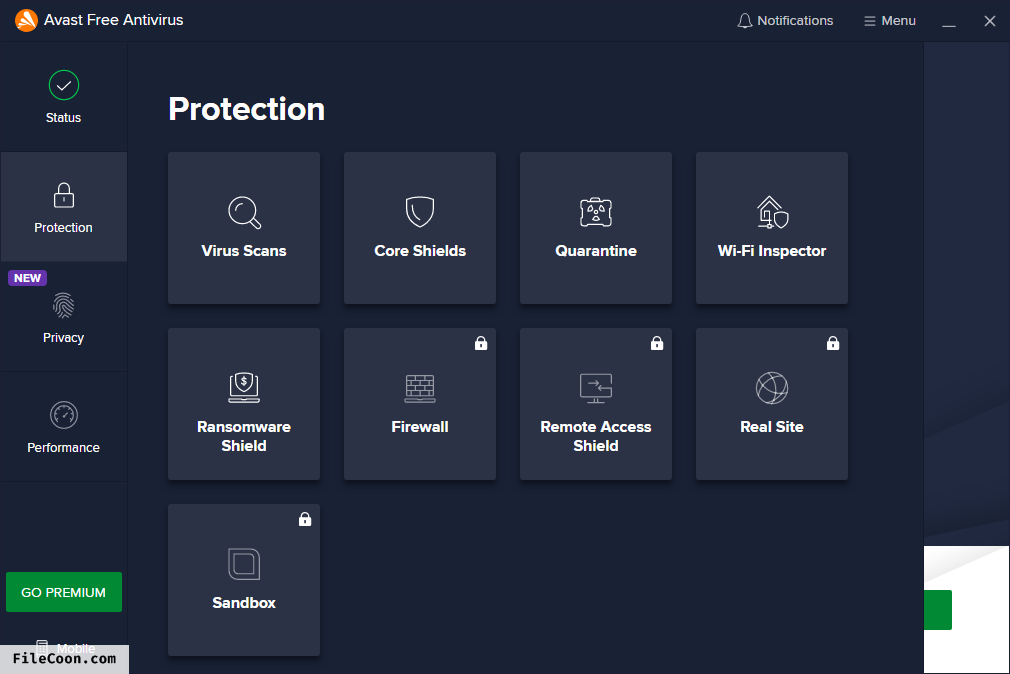 Avast Free Antivirus
Notifications
Menu
Status
Protection
NEW
Privacy
Performance
GO PREMIUM
Mobile
FileCoon.com
Protection
Virus Scans
Core Shields
Quarantine
Wi-Fi Inspector
Ransomware
Shield
Firewall
Remote Access
Shield
Real Site
Sandbox